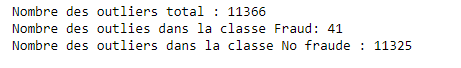 Nombre des outliers total : 11366
Nombre des outlies dans la classe Fraud: 41
Nombre des outliers dans la classe No fraude : 11325